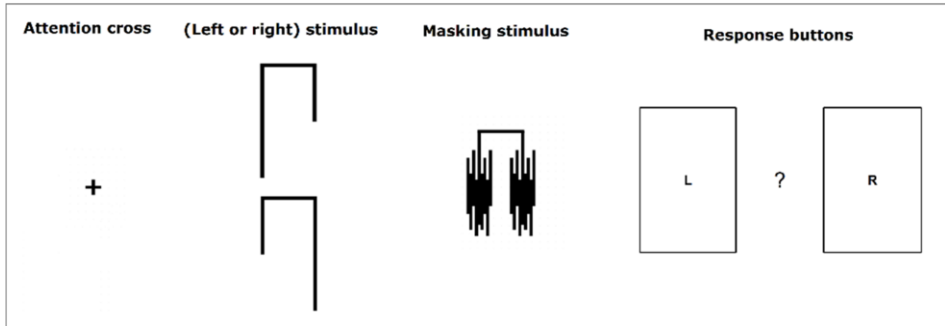 Attention cross
(Left or right) stimulus
Masking stimulus
Response buttons
+
L
?
R